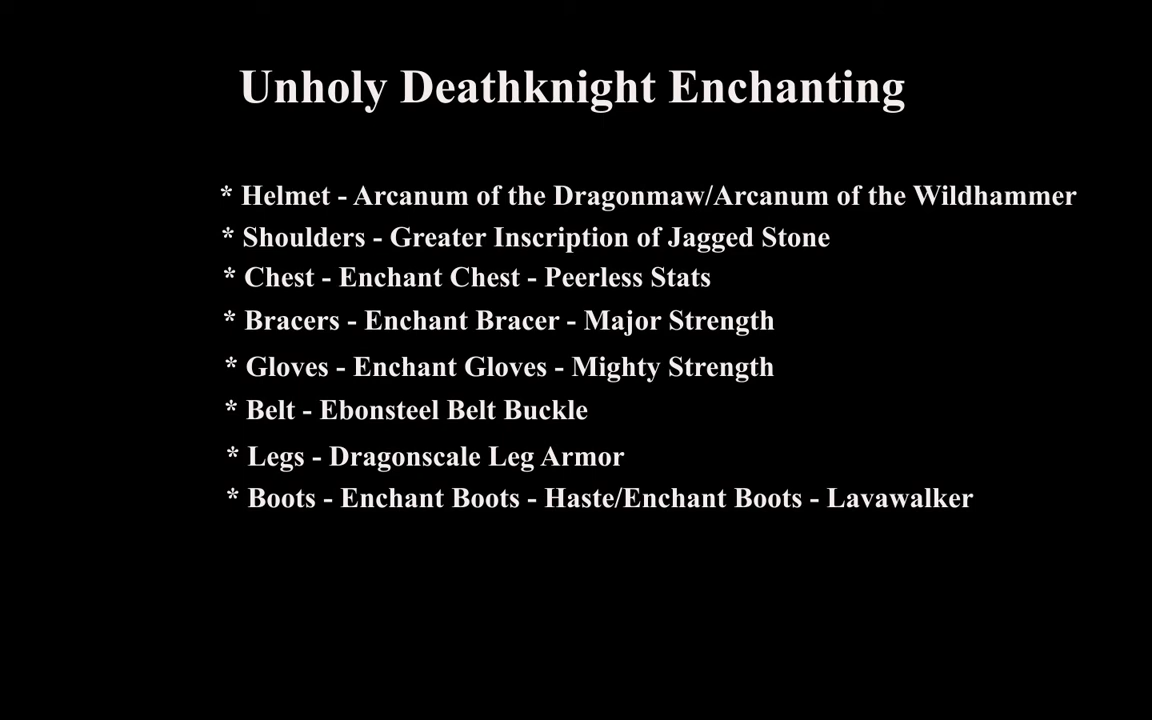 Unholy Deathknight Enchanting
* Helmet - Arcanum of the Dragonmaw/Arcanum of the Wildhammer
* Shoulders - Greater Inscription of Jagged Stone
* Chest - Enchant Chest - Peerless Stats
* Bracers - Enchant Bracer - Major Strength
* Gloves - Enchant Gloves - Mighty Strength
* Belt - Ebonsteel Belt Buckle
* Legs - Dragonscale Leg Armor
* Boots - Enchant Boots - Haste/Enchant Boots - Lavawalker